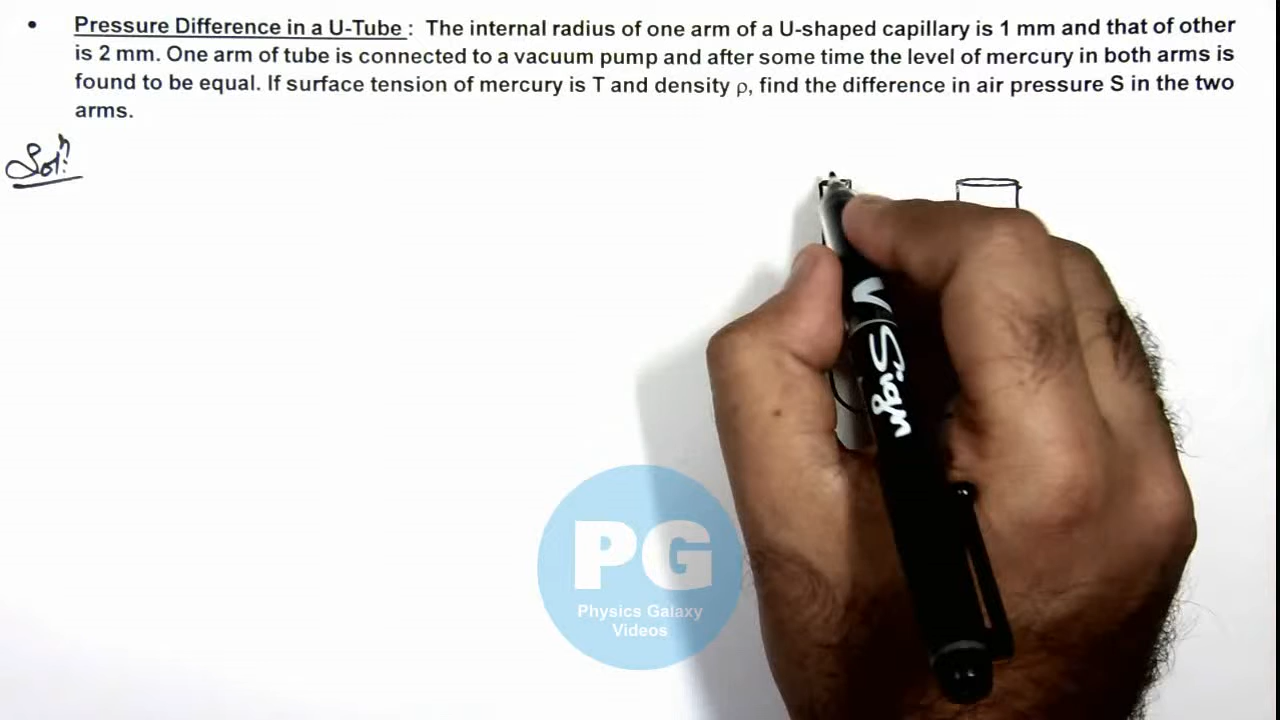 • Pressure Difference in a U-Tube : The internal radius of one arm of a U-shaped capillary is 1 mm and that of other
is 2 mm. One arm of tube is connected to a vacuum pump and after some time the level of mercury in both arms is
found to be equal. If surface tension of mercury is T and density ρ, find the difference in air pressure S in the two
arms.
Solⁿ.
V Sign
PG
Physics Galaxy
Videos